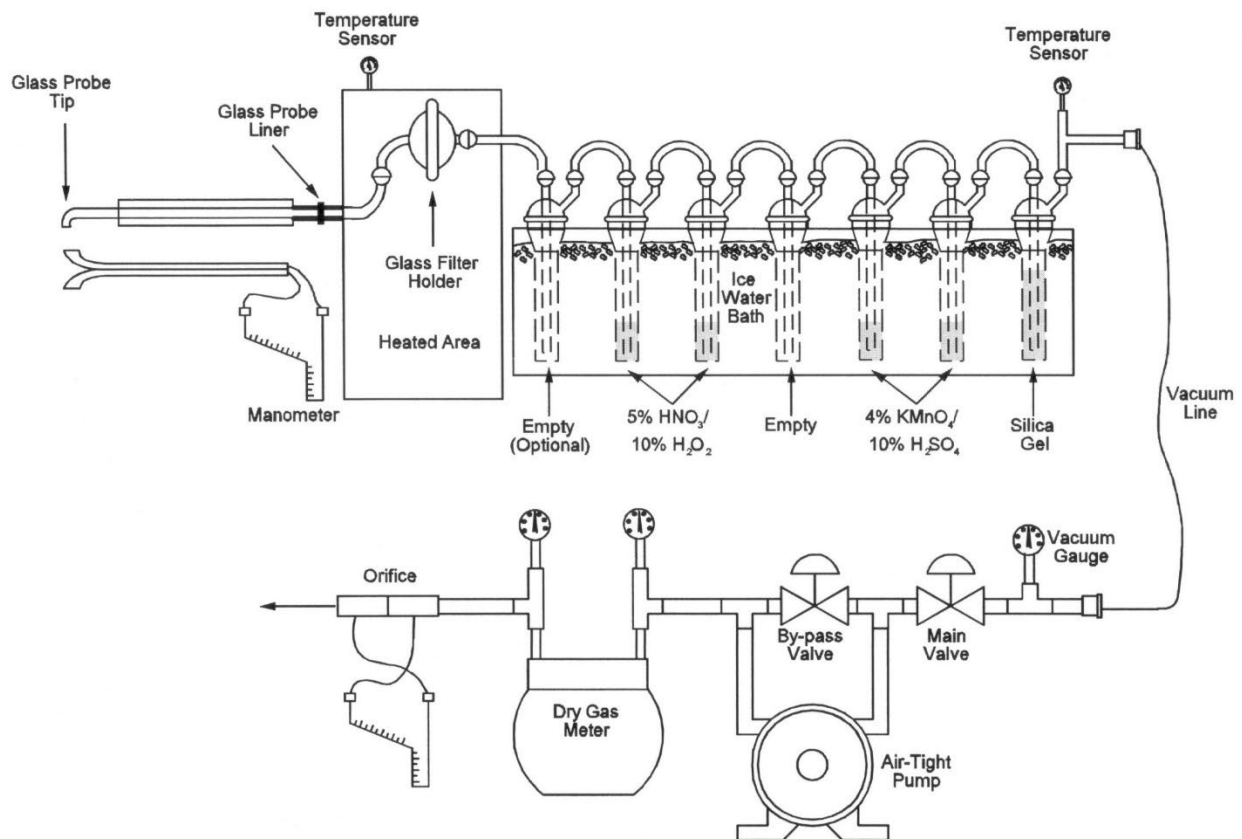 Temperature
Sensor
Temperature
Sensor
Glass Probe
Tip
Glass Probe
Liner
Glass Filter
Holder
Heated Area
Ice
Water
Bath
Manometer
Empty
(Optional)
5% HNO₃/
10% H₂O₂
Empty
4% KMnO₄/
10% H₂SO₄
Silica
Gel
Vacuum
Line
Vacuum
Gauge
Orifice
By-pass
Valve
Main
Valve
Dry Gas
Meter
Air-Tight
Pump